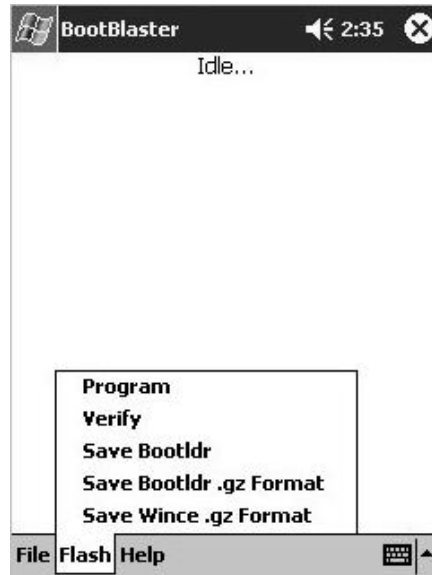 BootBlaster 2:35
Idle...
Program
Verify
Save Bootldr
Save Bootldr .gz Format
Save Wince .gz Format
File Flash Help